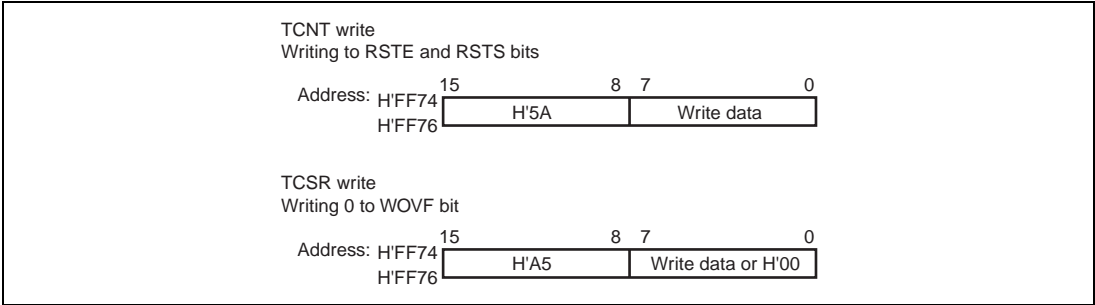 TCNT write
Writing to RSTE and RSTS bits
15 8 7 0
Address: H'FF74
H'5A Write data
H'FF76
TCSR write
Writing 0 to WOVF bit
15 8 7 0
Address: H'FF74
H'A5 Write data or H'00
H'FF76